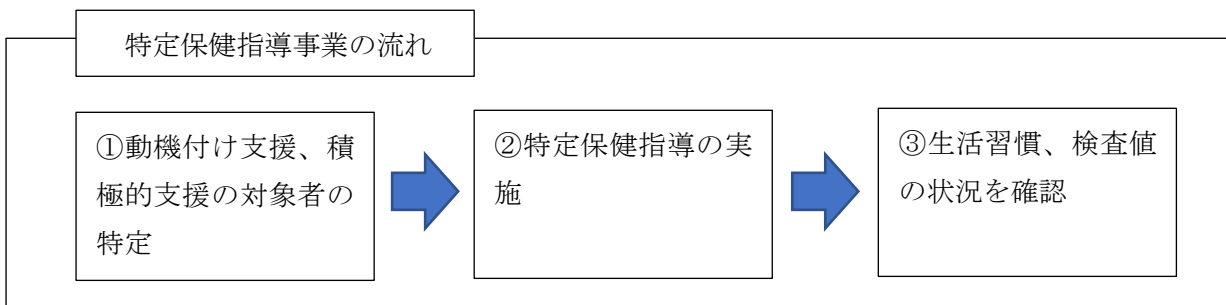 特定保健指導事業の流れ
①動機付け支援、積
極的支援の対象者の
特定
②特定保健指導の実
施
③生活習慣、検査値
の状況を確認